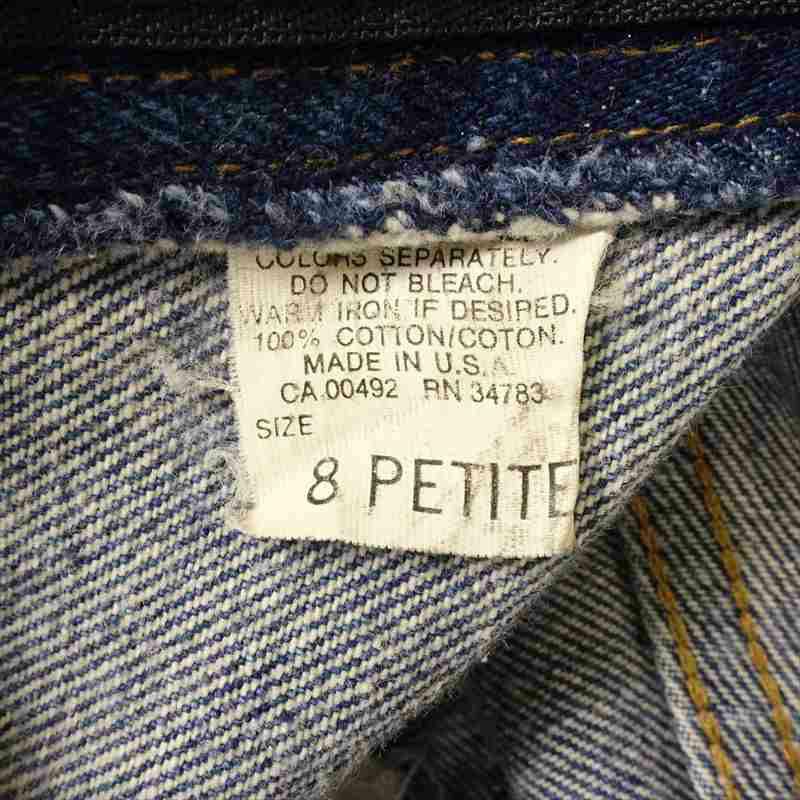 COLORS SEPARATELY.
DO NOT BLEACH.
WARM IRON IF DESIRED.
100% COTTON/COTON.
MADE IN U.S.A.
CA 00492 RN 34783
SIZE
8 PETITE